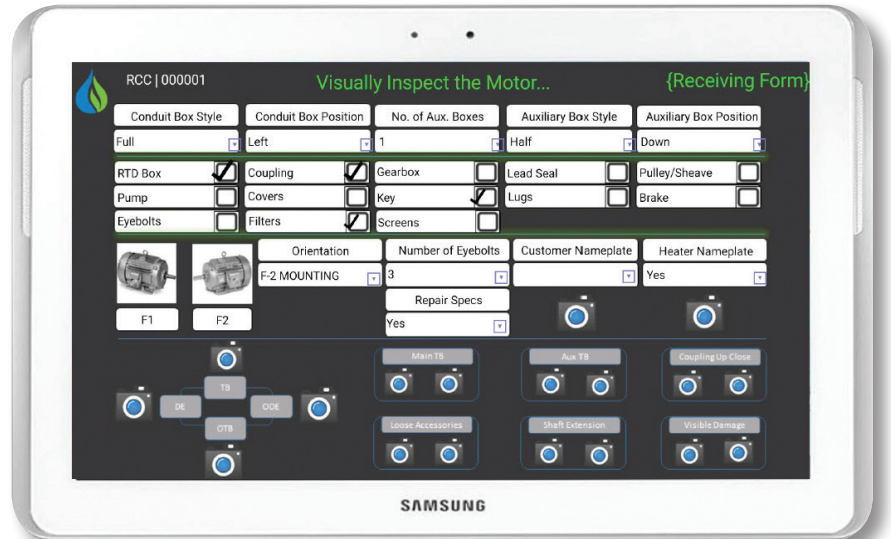 RCC | 000001 Visually Inspect the Motor... {Receiving Form}
Conduit Box Style Conduit Box Position No. of Aux. Boxes Auxiliary Box Style Auxiliary Box Position
Full Left 1 Half Down
RTD Box Coupling Gearbox Lead Seal Pulley/Sheave
Pump Covers Key Lugs Brake
Eyebolts Filters Screens
Orientation Number of Eyebolts Customer Nameplate Heater Nameplate
F-2 MOUNTING 3 Yes
Repair Specs
F1 F2 Yes
Main TB Aux TB Coupling Up Close
TB
DE ODE
OTB Loose Accessories Shaft Extension Visible Damage
SAMSUNG